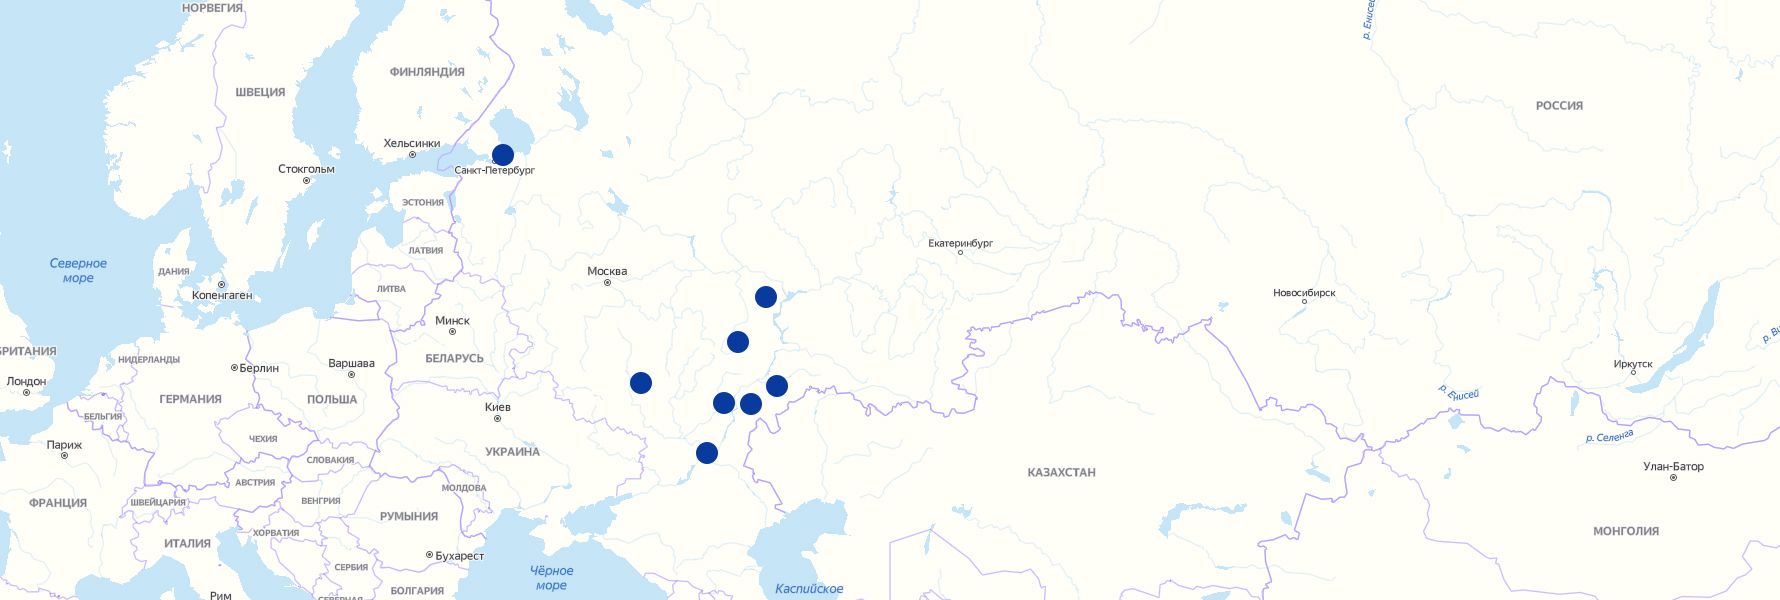 НОРВЕГИЯ
р. Енисей
ФИНЛЯНДИЯ
ШВЕЦИЯ
РОССИЯ
Хельсинки
Стокгольм
Санкт-Петербург
ЭСТОНИЯ
Екатеринбург
ЛАТВИЯ
Северное
море
ДАНИЯ
Москва
ЛИТВА
Копенгаген
Новосибирск
Минск
р. Ви
БРИТАНИЯ
НИДЕРЛАНДЫ
БЕЛАРУСЬ
Варшава
Берлин
Иркутск
Лондон
р. Енисей
ГЕРМАНИЯ
ПОЛЬША
Киев
БЕЛЬГИЯ
р. Селенга
ЧЕХИЯ
Париж
УКРАИНА
СЛОВАКИЯ
Улан-Батор
КАЗАХСТАН
АВСТРИЯ
МОЛДОВА
ФРАНЦИЯ
ШВЕЙЦАРИЯ
ВЕНГРИЯ
РУМЫНИЯ
ХОРВАТИЯ
МОНГОЛИЯ
ИТАЛИЯ
Бухарест
СЕРБИЯ
Чёрное
море
БОЛГАРИЯ
Каспийское
Рим
СЕВЕРНАЯ